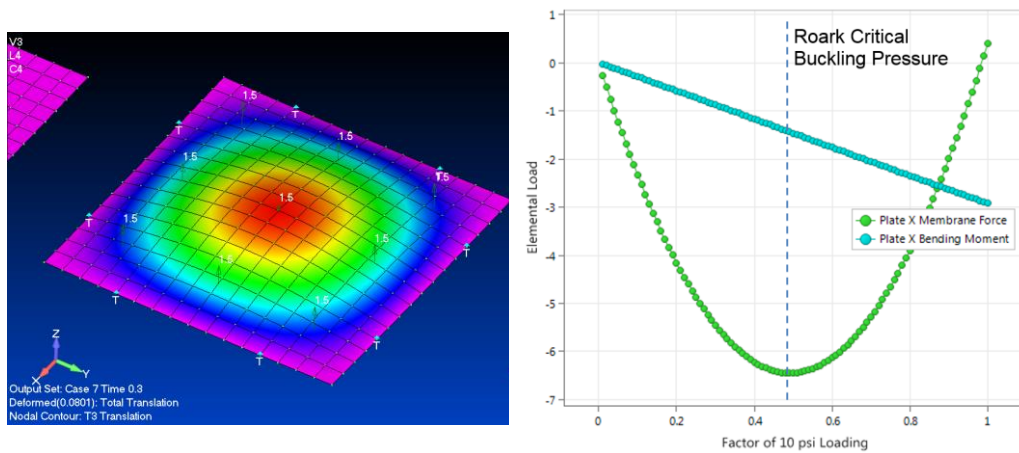 V3
L4
C4
1.5
T
T
1.5
T
1.5
1.5
T
1.5
1.5
T
1.5
1.5
1.5
T
T
T
T
Z
Y
X
Output Set: Case 7 Time 0.3
Deformed(0.0801): Total Translation
Nodal Contour: T3 Translation
Roark Critical
Buckling Pressure
1
0
-1
-2
-3
-4
-5
-6
-7
Elemental Load
Plate X Membrane Force
Plate X Bending Moment
0
0.2
0.4
0.6
0.8
1
Factor of 10 psi Loading